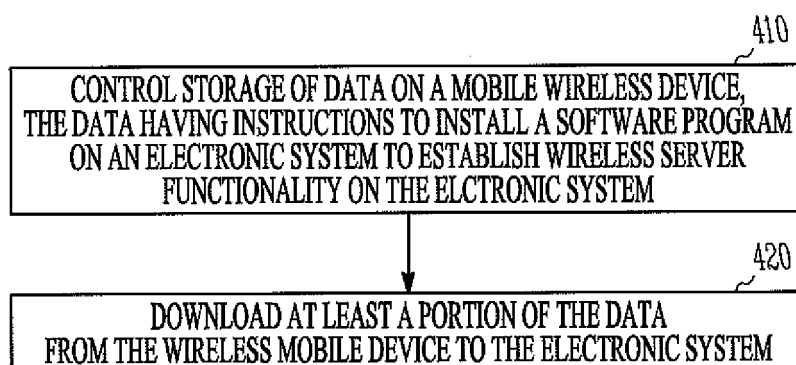 410
CONTROL STORAGE OF DATA ON A MOBILE WIRELESS DEVICE,
THE DATA HAVING INSTRUCTIONS TO INSTALL A SOFTWARE PROGRAM
ON AN ELECTRONIC SYSTEM TO ESTABLISH WIRELESS SERVER
FUNCTIONALITY ON THE ELCTRONIC SYSTEM
420
DOWNLOAD AT LEAST A PORTION OF THE DATA
FROM THE WIRELESS MOBILE DEVICE TO THE ELECTRONIC SYSTEM